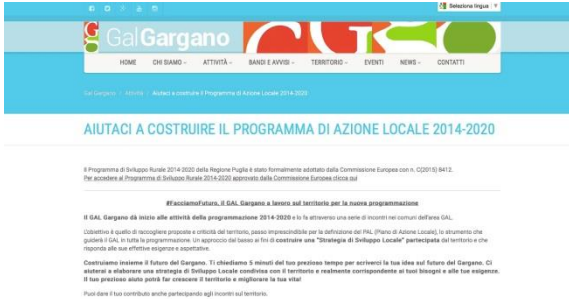 Seleziona lingua
GalGargano
HOME CHI SIAMO ATTIVITÀ BANDI E AVVISI TERRITORIO EVENTI NEWS CONTATTI
Gal Gargano / Attività / Aiutaci a costruire il Programma di Azione Locale 2014-2020
AIUTACI A COSTRUIRE IL PROGRAMMA DI AZIONE LOCALE 2014-2020
Il Programma di Sviluppo Rurale 2014-2020 della Regione Puglia è stato formalmente adottato dalla Commissione Europea con n. C(2015) 8412.
Per accedere al Programma di Sviluppo Rurale 2014-2020 approvato dalla Commissione Europea clicca qui
#FacciamoFuturo, il GAL Gargano a lavoro sul territorio per la nuova programmazione
Il GAL Gargano dà inizio alle attività della programmazione 2014-2020 e lo fa attraverso una serie di incontri nei comuni dell'area GAL.
L'obiettivo è quello di raccogliere proposte e criticità del territorio, passo imprescindibile per la definizione del PAL (Piano di Azione Locale), lo strumento che
guiderà il GAL in tutta la programmazione. Un approccio dal basso ai fini di costruire una "Strategia di Sviluppo Locale" partecipata dal territorio e che
risponda alle sue effettive esigenze e aspettative.
Costruiamo insieme il futuro del Gargano. Ti chiediamo 5 minuti del tuo prezioso tempo per scriverci la tua idea sul futuro del Gargano. Ci
aiuterai a elaborare una strategia di Sviluppo Locale condivisa con il territorio e realmente corrispondente ai tuoi bisogni e alle tue esigenze.
Il tuo prezioso aiuto potrà far crescere il territorio e migliorare la tua vita!
Puoi dare il tuo contributo anche partecipando agli incontri sul territorio.